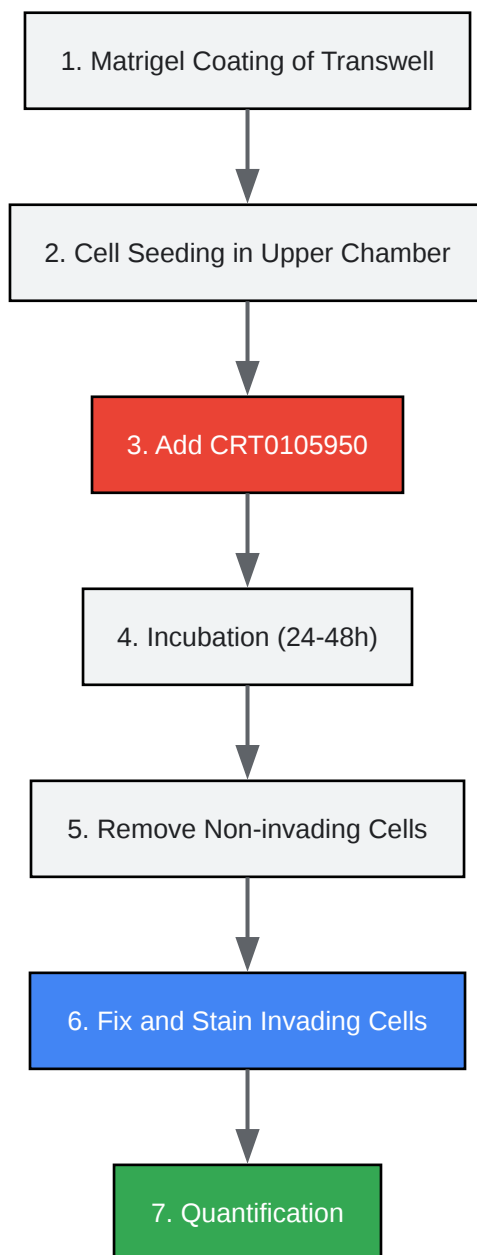 1. Matrigel Coating of Transwell
2. Cell Seeding in Upper Chamber
3. Add CRT0105950
4. Incubation (24-48h)
5. Remove Non-invading Cells
6. Fix and Stain Invading Cells
7. Quantification